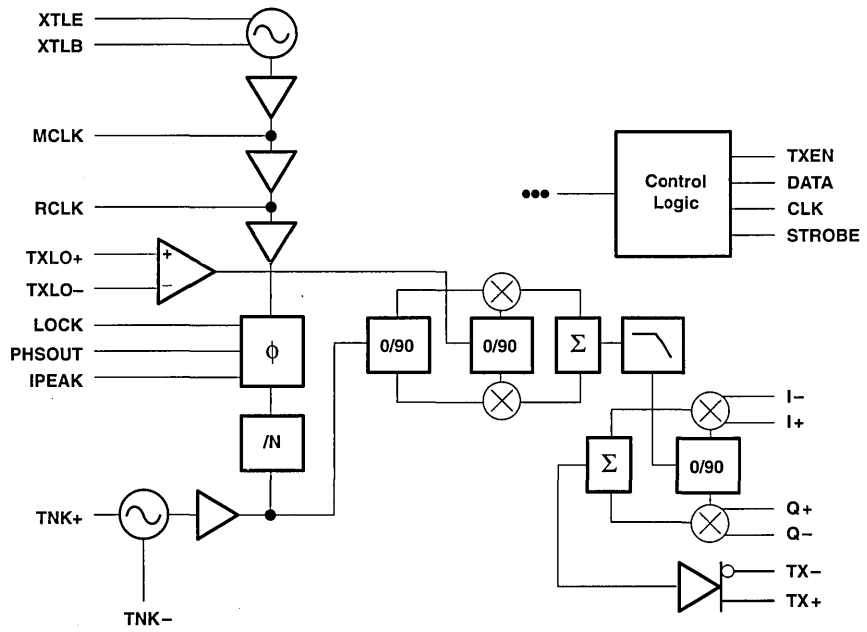 XTLE
XTLB
MCLK
RCLK
TXLO+
TXLO−
+
−
LOCK
PHSOUT
IPEAK
ϕ
/N
TNK+
TNK−
0/90
0/90
Σ
Control
Logic
TXEN
DATA
CLK
STROBE
Σ
0/90
I−
I+
Q+
Q−
TX−
TX+